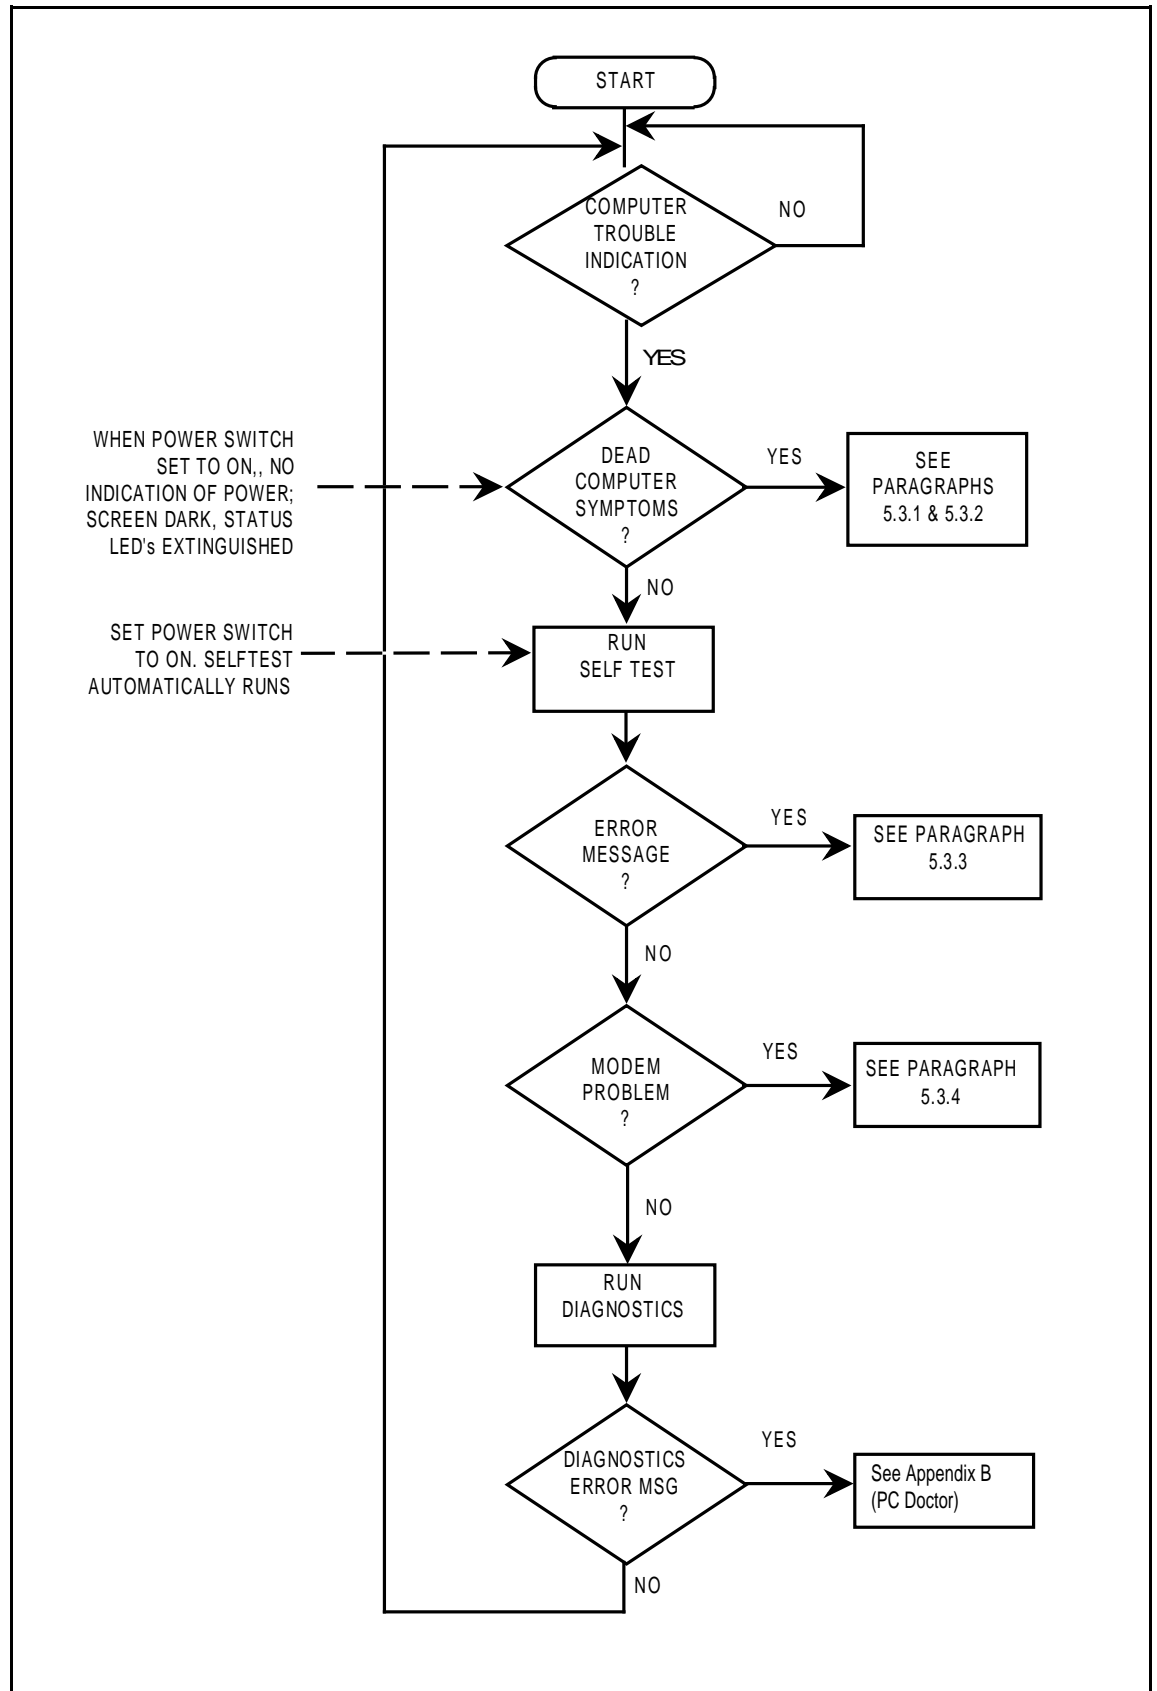 START
COMPUTER
TROUBLE
INDICATION
?
NO
YES
WHEN POWER SWITCH
SET TO ON,, NO
INDICATION OF POWER;
SCREEN DARK, STATUS
LED's EXTINGUISHED
DEAD
COMPUTER
SYMPTOMS
?
YES
SEE
PARAGRAPHS
5.3.1 & 5.3.2
NO
SET POWER SWITCH
TO ON. SELFTEST
AUTOMATICALLY RUNS
RUN
SELF TEST
ERROR
MESSAGE
?
YES
SEE PARAGRAPH
5.3.3
NO
MODEM
PROBLEM
?
YES
SEE PARAGRAPH
5.3.4
NO
RUN
DIAGNOSTICS
DIAGNOSTICS
ERROR MSG
?
YES
See Appendix B
(PC Doctor)
NO